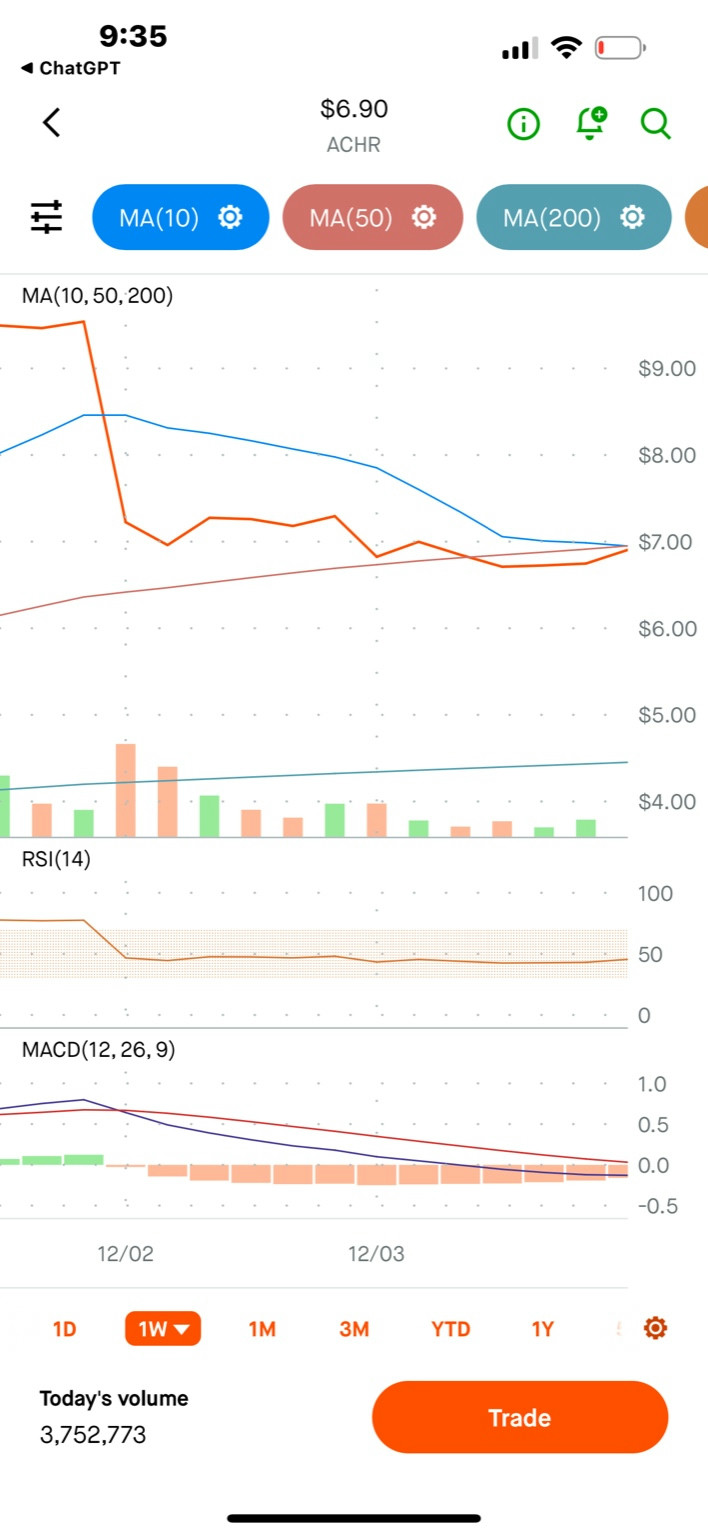 9:35
◀ ChatGPT
$6.90
ACHR
MA(10) MA(50) MA(200)
MA(10,50,200)
$9.00
$8.00
$7.00
$6.00
$5.00
$4.00
RSI(14)
100
50
0
MACD(12,26,9)
1.0
0.5
0.0
-0.5
12/02 12/03
1D 1W 1M 3M YTD 1Y
Today's volume
3,752,773
Trade